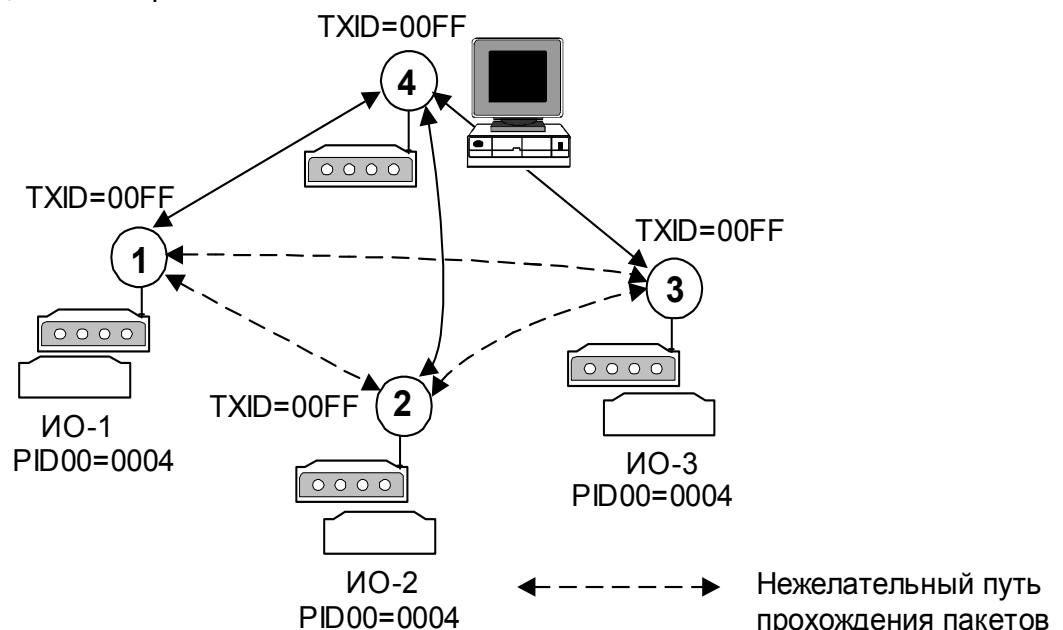 TXID=00FF
4
TXID=00FF
1
TXID=00FF
3
TXID=00FF
2
ИО-1
PID00=0004
ИО-3
PID00=0004
ИО-2
PID00=0004
Нежелательный путь
прохождения пакетов